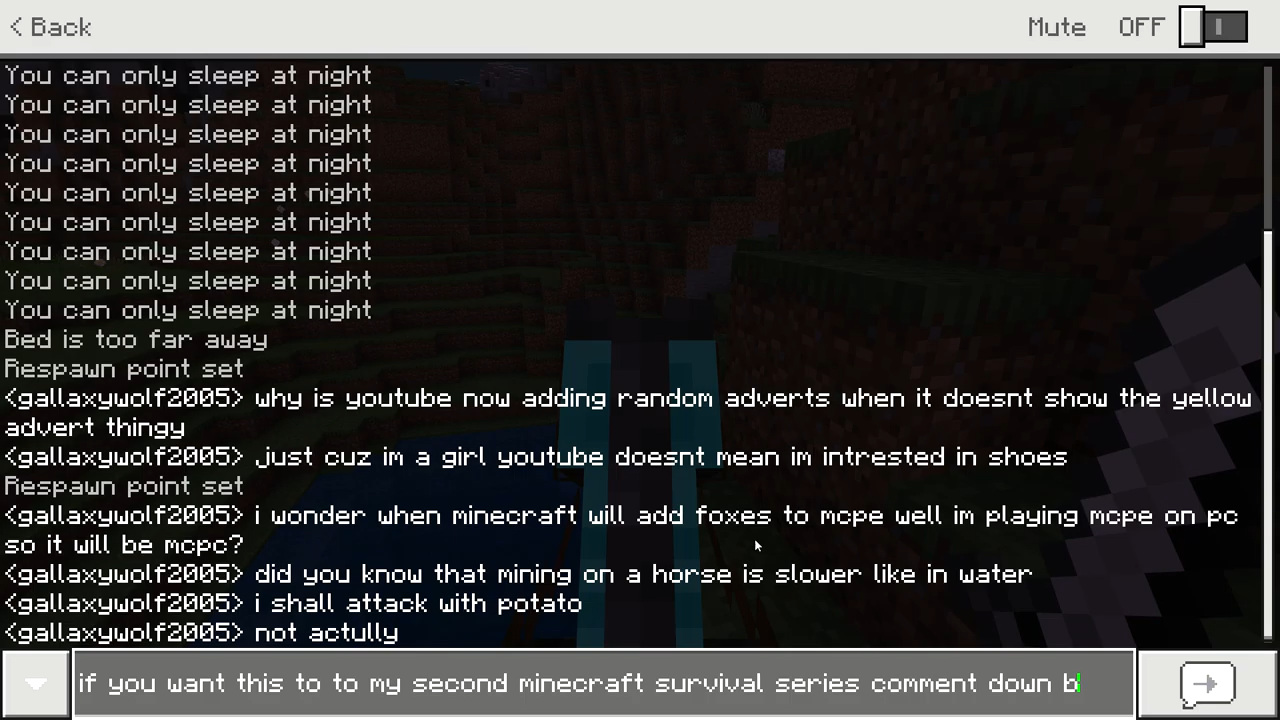 < Back
Mute OFF
You can only sleep at night
You can only sleep at night
You can only sleep at night
You can only sleep at night
You can only sleep at night
You can only sleep at night
You can only sleep at night
You can only sleep at night
You can only sleep at night
Bed is too far away
Respawn point set
<gallaxywolf2005> why is youtube now adding random adverts when it doesnt show the yellow
advert thingy
<gallaxywolf2005> just cuz im a girl youtube doesnt mean im intrested in shoes
Respawn point set
<gallaxywolf2005> i wonder when minecraft will add foxes to mcpe well im playing mcpe on pc
so it will be mcpc?
<gallaxywolf2005> did you know that mining on a horse is slower like in water
<gallaxywolf2005> i shall attack with potato
<gallaxywolf2005> not actully
if you want this to to my second minecraft survival series comment down b